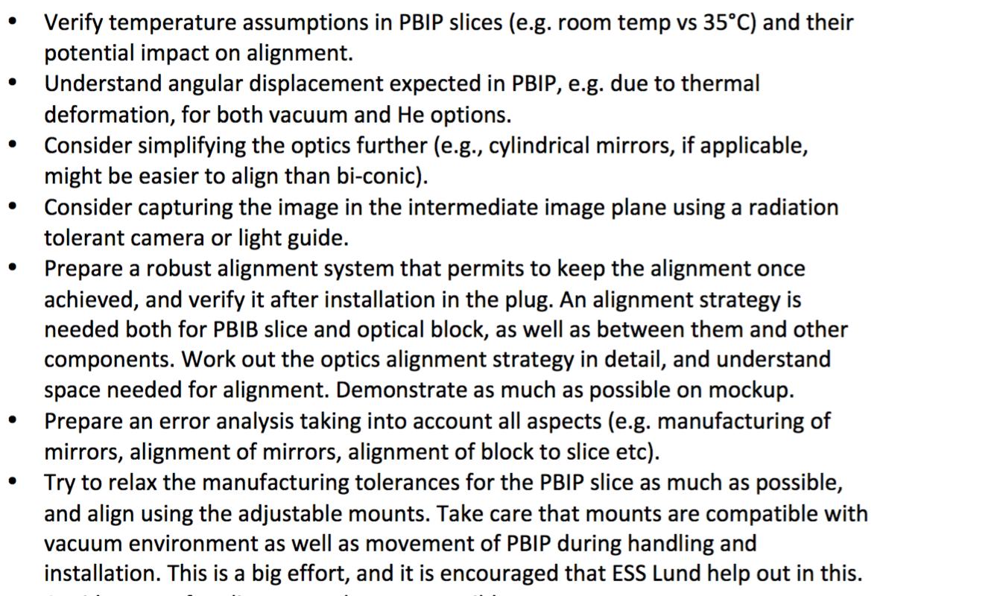 • Verify temperature assumptions in PBIP slices (e.g. room temp vs 35°C) and their
potential impact on alignment.
• Understand angular displacement expected in PBIP, e.g. due to thermal
deformation, for both vacuum and He options.
• Consider simplifying the optics further (e.g., cylindrical mirrors, if applicable,
might be easier to align than bi-conic).
• Consider capturing the image in the intermediate image plane using a radiation
tolerant camera or light guide.
• Prepare a robust alignment system that permits to keep the alignment once
achieved, and verify it after installation in the plug. An alignment strategy is
needed both for PBIB slice and optical block, as well as between them and other
components. Work out the optics alignment strategy in detail, and understand
space needed for alignment. Demonstrate as much as possible on mockup.
• Prepare an error analysis taking into account all aspects (e.g. manufacturing of
mirrors, alignment of mirrors, alignment of block to slice etc).
• Try to relax the manufacturing tolerances for the PBIP slice as much as possible,
and align using the adjustable mounts. Take care that mounts are compatible with
vacuum environment as well as movement of PBIP during handling and
installation. This is a big effort, and it is encouraged that ESS Lund help out in this.